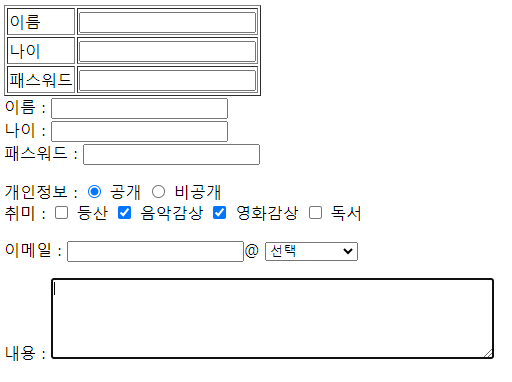 이름
나이
패스워드
이름 :
나이 :
패스워드 :
개인정보 : 공개 비공개
취미 : 등산 음악감상 영화감상 독서
이메일 : @ 선택
내용 :